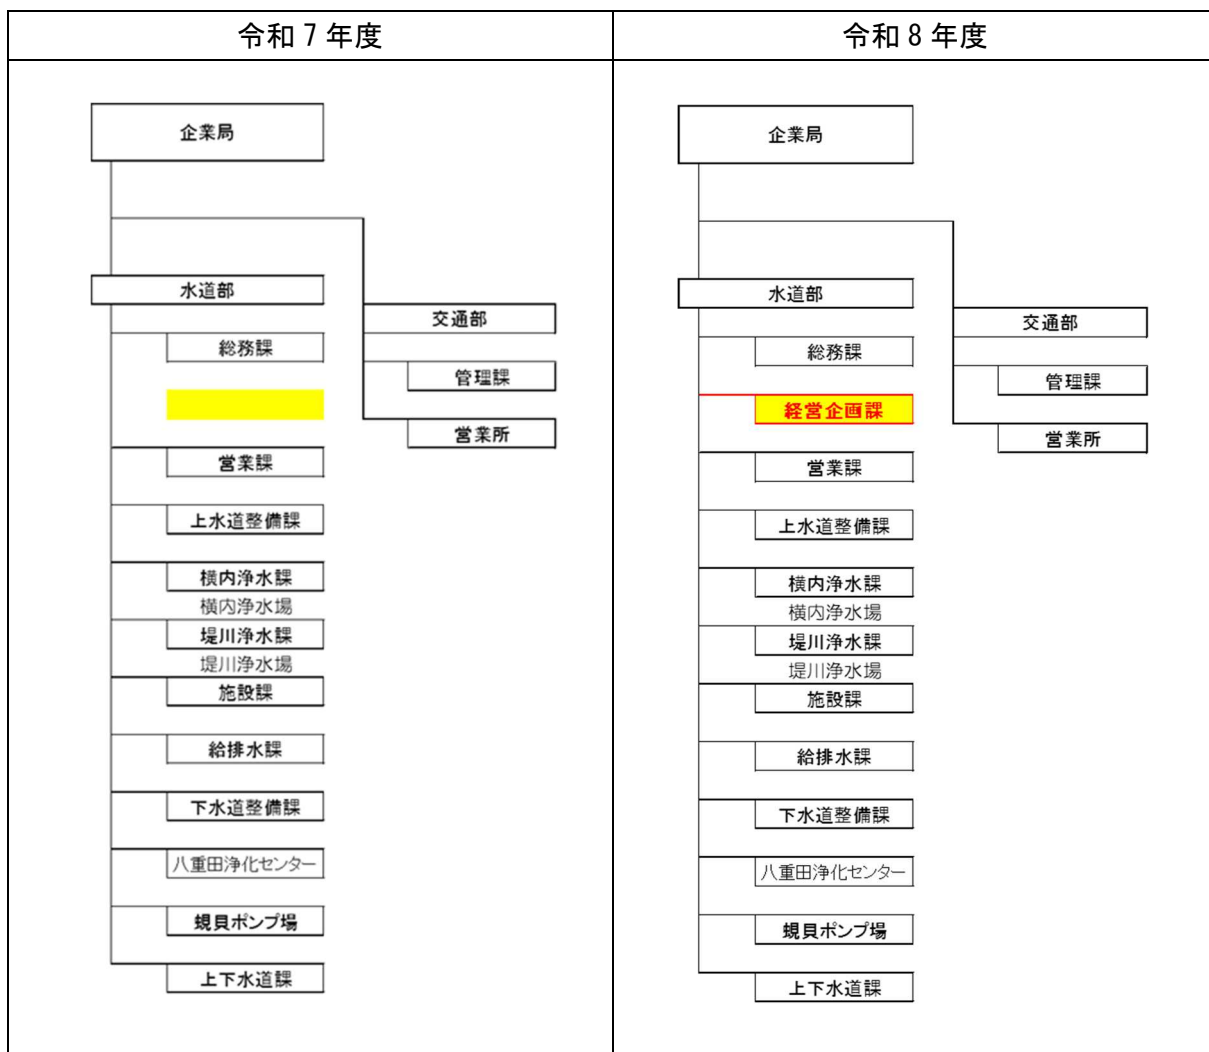 令和7年度
企業局
水道部
交通部
総務課
管理課
営業所
営業課
上水道整備課
横内浄水課
横内浄水場
堤川浄水課
堤川浄水場
施設課
給排水課
下水道整備課
八重田浄化センター
蜆貝ポンプ場
上下水道課
令和8年度
企業局
水道部
交通部
総務課
管理課
経営企画課
営業所
営業課
上水道整備課
横内浄水課
横内浄水場
堤川浄水課
堤川浄水場
施設課
給排水課
下水道整備課
八重田浄化センター
蜆貝ポンプ場
上下水道課